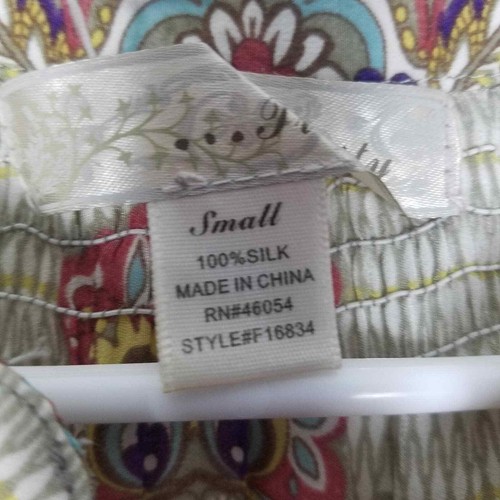 Small
100%SILK
MADE IN CHINA
RN#46054
STYLE#F16834